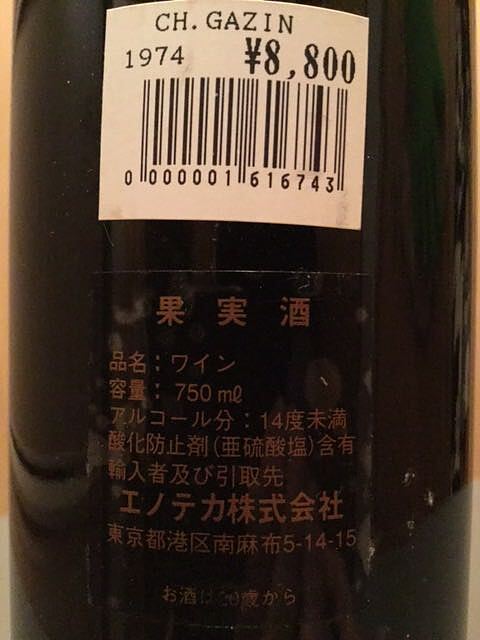 CH. GAZIN
1974 ¥8,800
0 000001 616743
果実酒
品名：ワイン
容量：750㎖
アルコール分：14度未満
酸化防止剤(亜硫酸塩)含有
輸入者及び引取先
エノテカ株式会社
東京都港区南麻布5-14-15
お酒は20歳から